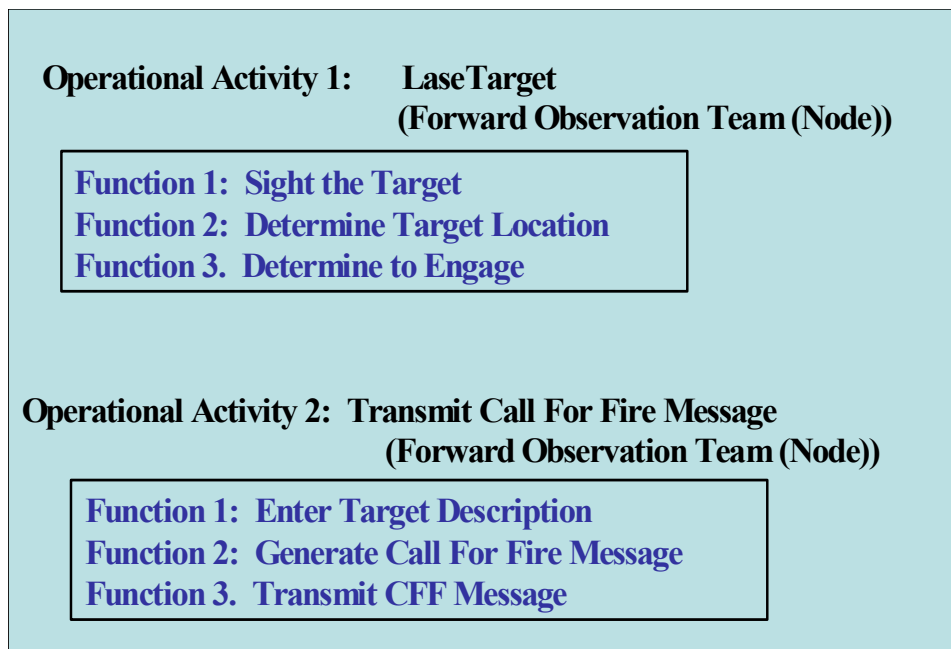 Operational Activity 1: LaseTarget
(Forward Observation Team (Node))
Function 1: Sight the Target
Function 2: Determine Target Location
Function 3. Determine to Engage
Operational Activity 2: Transmit Call For Fire Message
(Forward Observation Team (Node))
Function 1: Enter Target Description
Function 2: Generate Call For Fire Message
Function 3. Transmit CFF Message